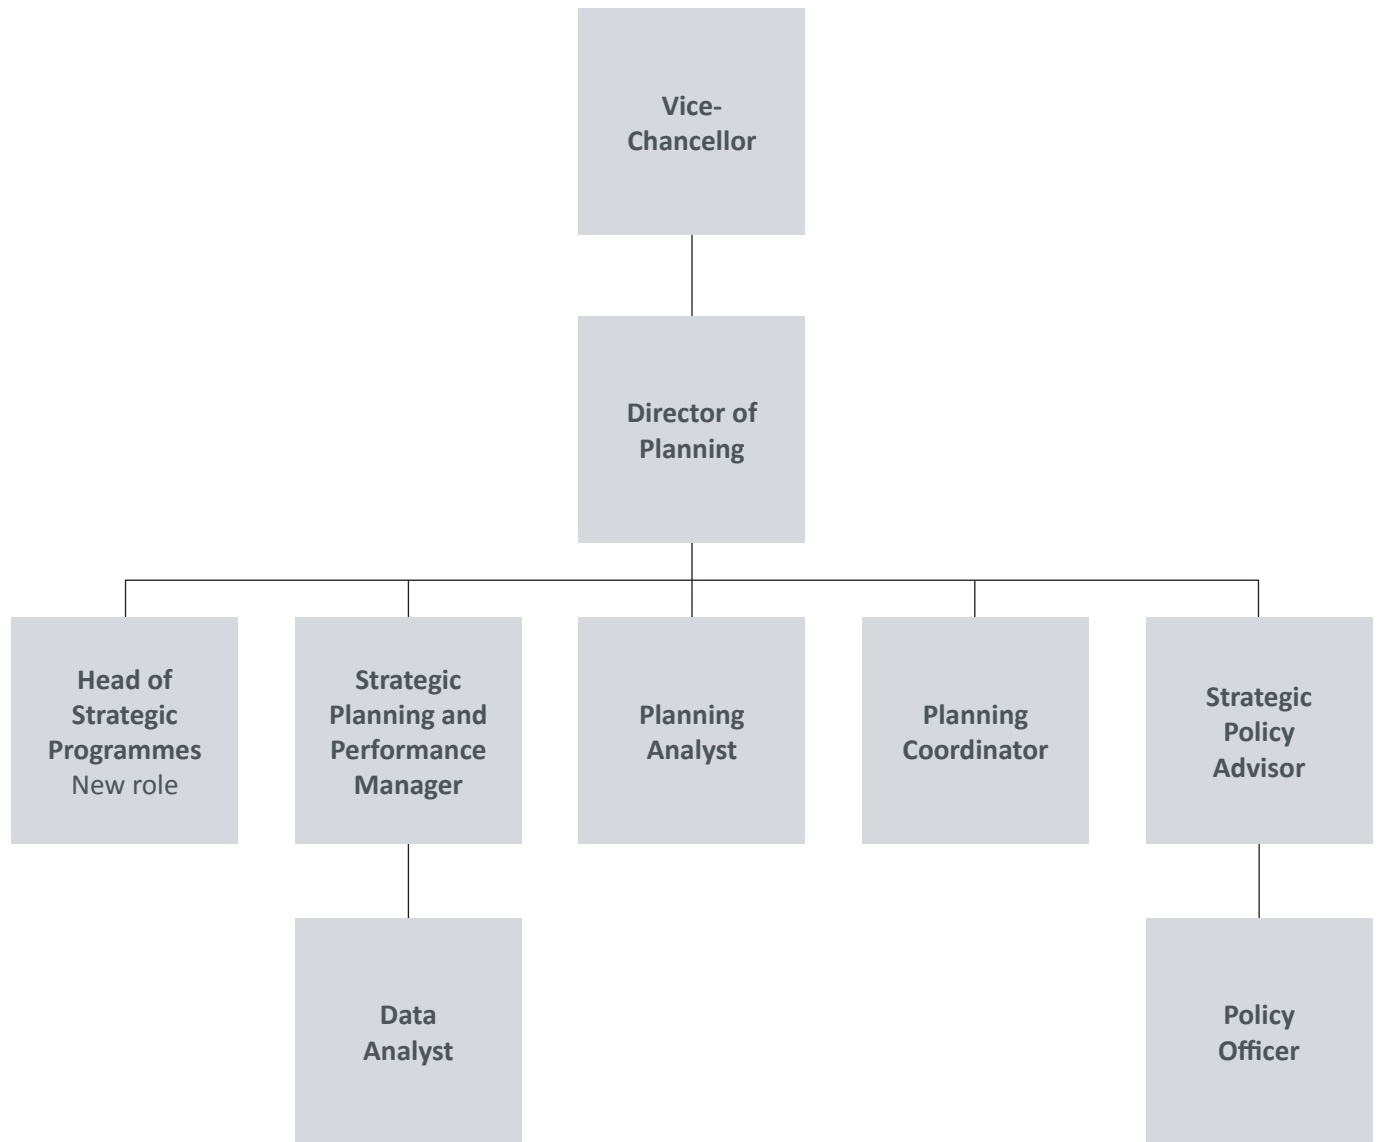 Vice-
Chancellor
Director of
Planning
Head of
Strategic
Programmes
New role
Strategic
Planning and
Performance
Manager
Planning
Analyst
Planning
Coordinator
Strategic
Policy
Advisor
Data
Analyst
Policy
Officer